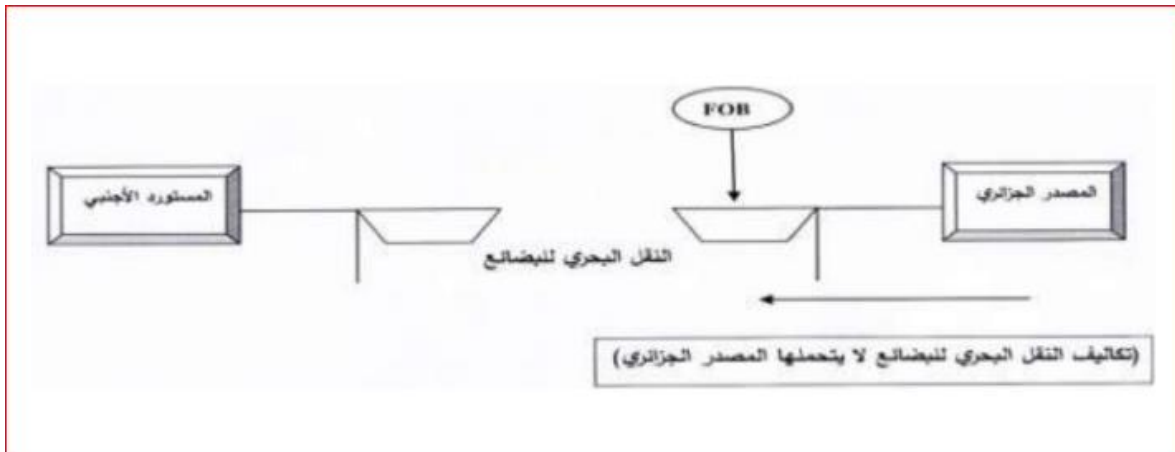 FOB
المصدر الجزائري
المستورد الأجنبي
النقل البحري للبضائع
(تكاليف النقل البحري للبضائع لا يتحملها المصدر الجزائري)